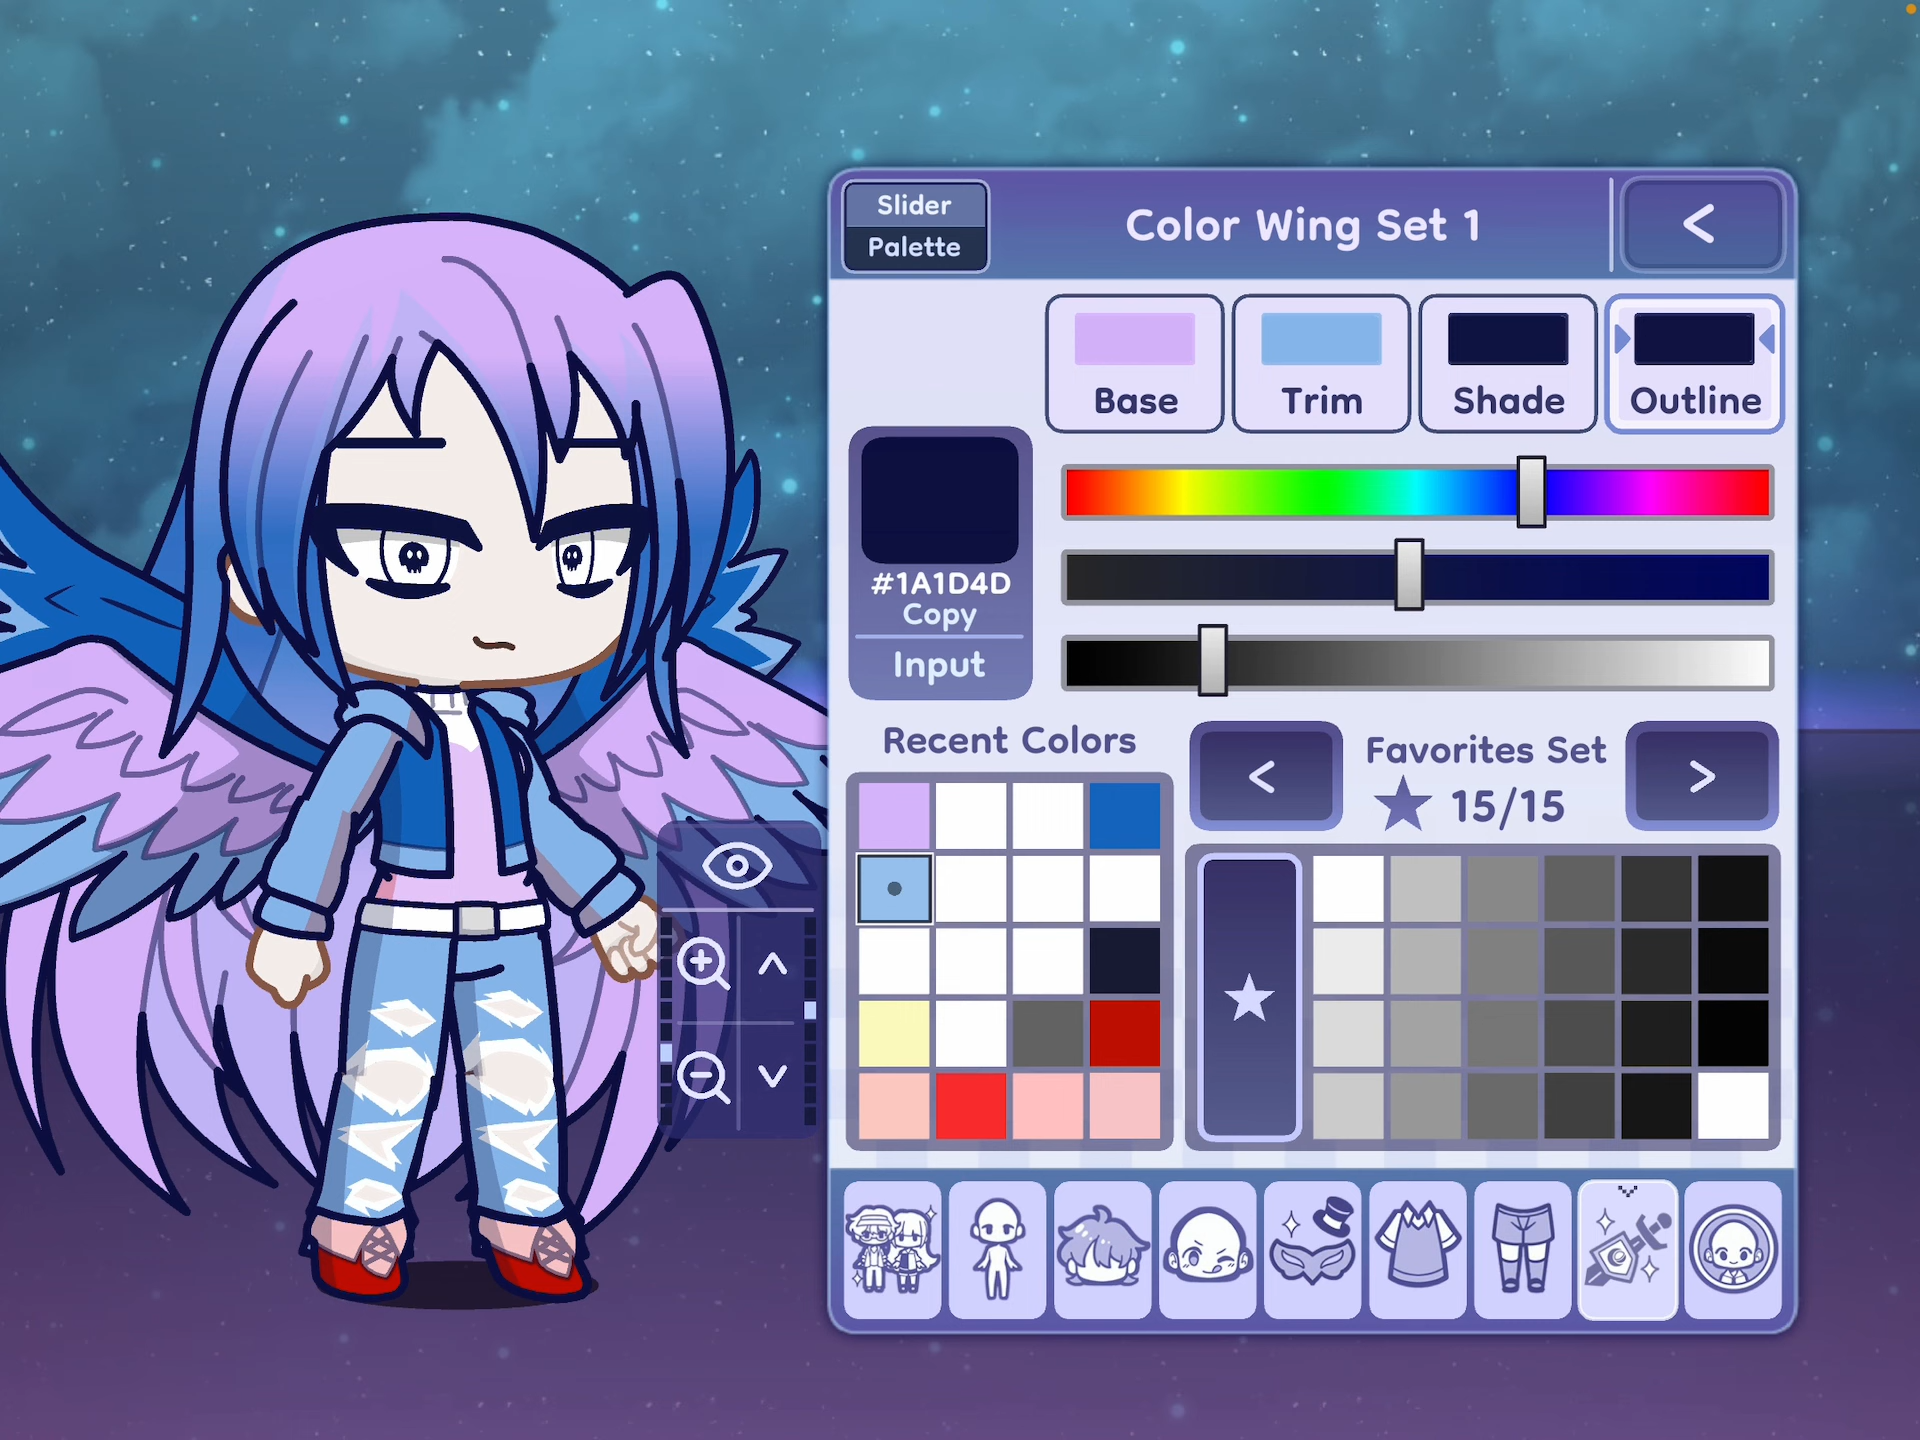 Slider
Palette
Color Wing Set 1
<
Base
Trim
Shade
Outline
#1A1D4D
Copy
Input
Recent Colors
<
Favorites Set
15/15
>